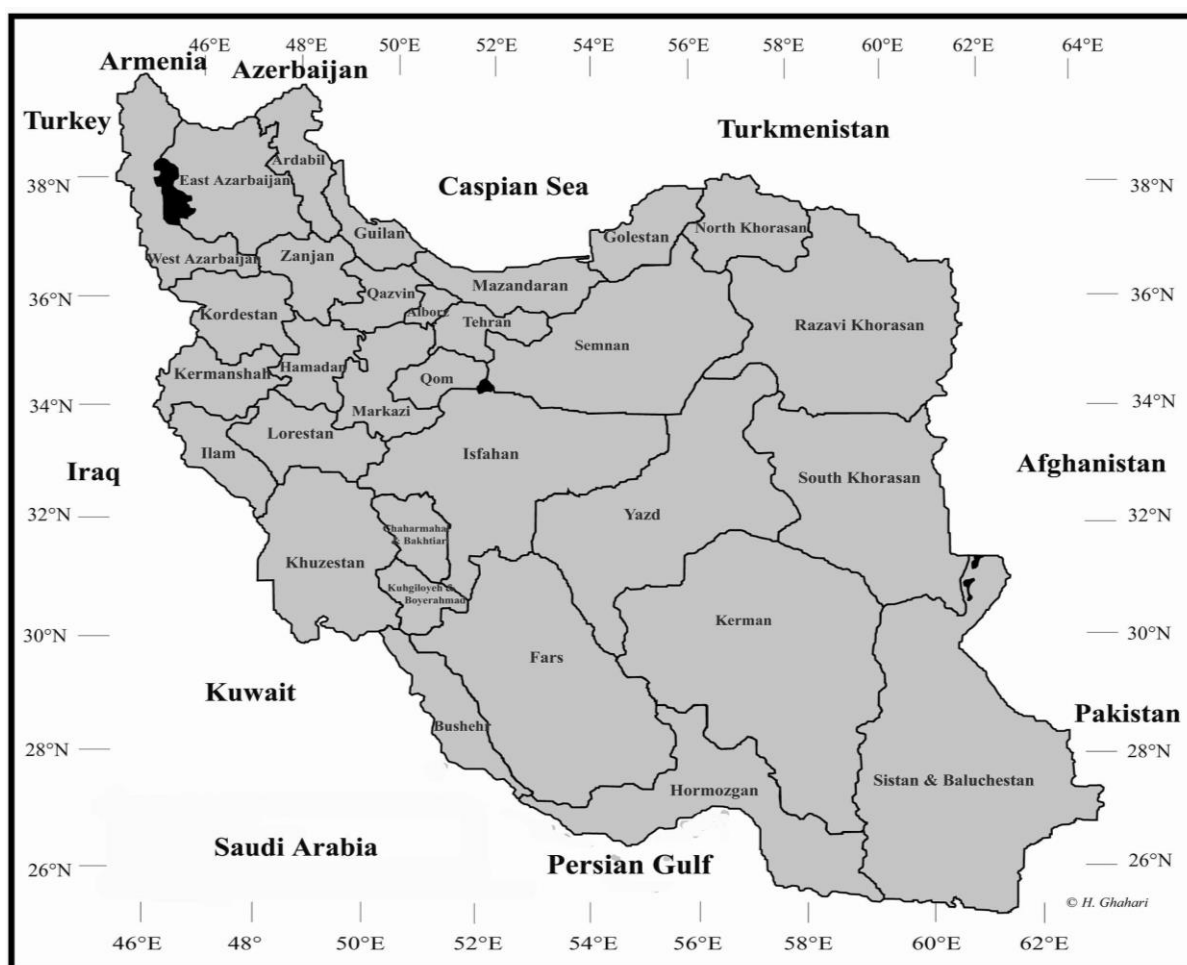 46°E 48°E 50°E 52°E 54°E 56°E 58°E 60°E 62°E 64°E
Armenia
Azerbaijan
Turkey
Turkmenistan
Ardabil
38°N
East Azarbaijan
Caspian Sea
38°N
Guilan
Golestan
North Khorasan
West Azarbaijan
Zanjan
Mazandaran
36°N
Qazvin
36°N
Kordestan
Alborz
Tehran
Semnan
Razavi Khorasan
Kermanshah
Hamadan
Qom
34°N
Markazi
34°N
Ilam
Lorestan
Isfahan
Iraq
Afghanistan
South Khorasan
32°N
Yazd
32°N
Chaharmahal
& Bakhtiar
Khuzestan
Kuhgiloyeh &
Boyerahmad
30°N
Kerman
30°N
Fars
Kuwait
Pakistan
Bushehr
28°N
28°N
Hormozgan
Sistan & Baluchestan
Saudi Arabia
Persian Gulf
26°N
26°N
© H. Ghahari
46°E 48° 50°E 52°E 54°E 56°E 58°E 60°E 62°E